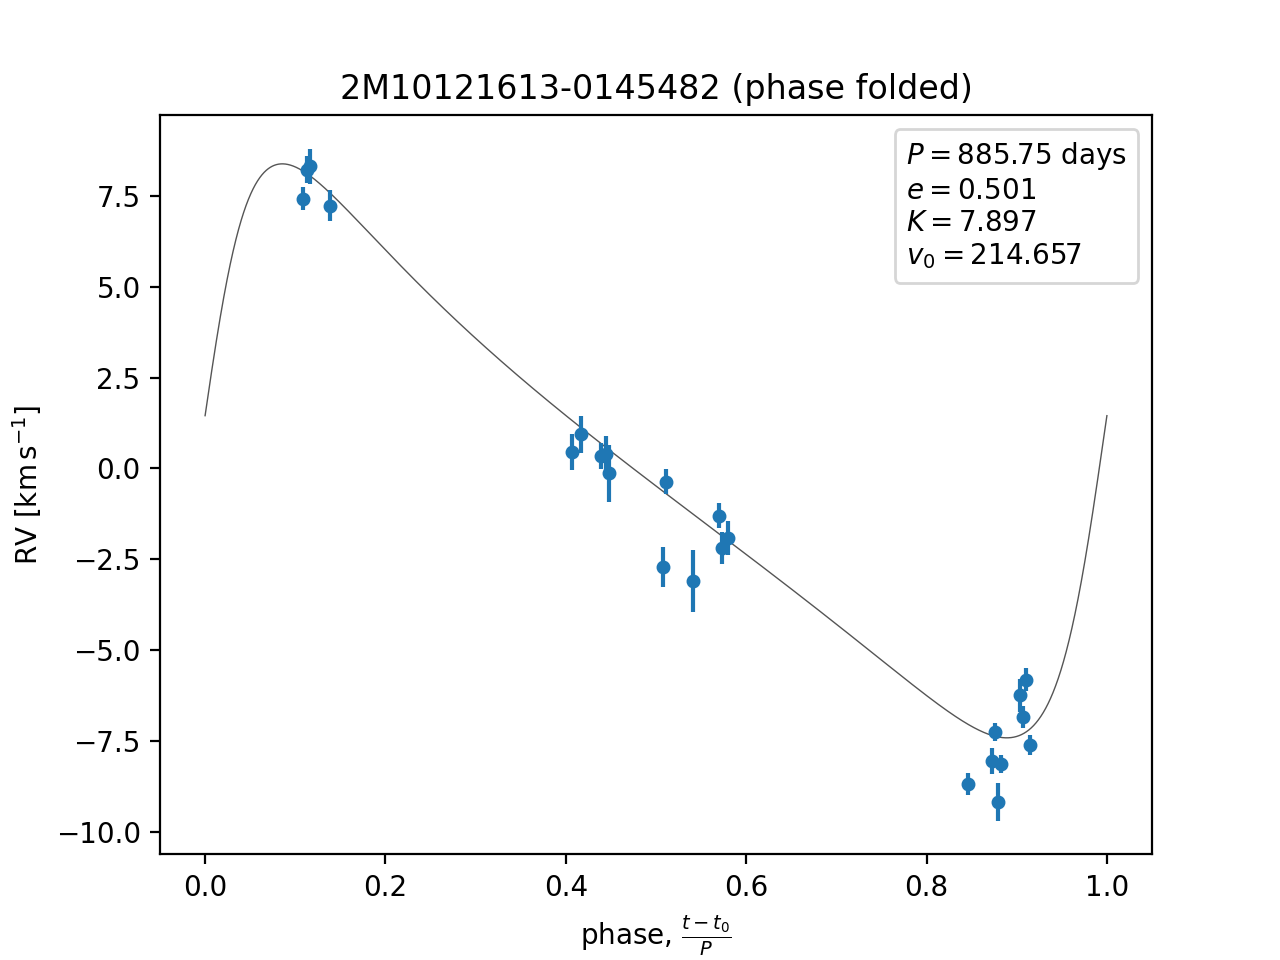 2M10121613-0145482 (phase folded)
P = 885.75 days
e = 0.501
K = 7.897
v₀ = 214.657
7.5
5.0
2.5
0.0
−2.5
−5.0
−7.5
−10.0
RV [km s⁻¹]
0.0 0.2 0.4 0.6 0.8 1.0
phase, (t − t₀)/P